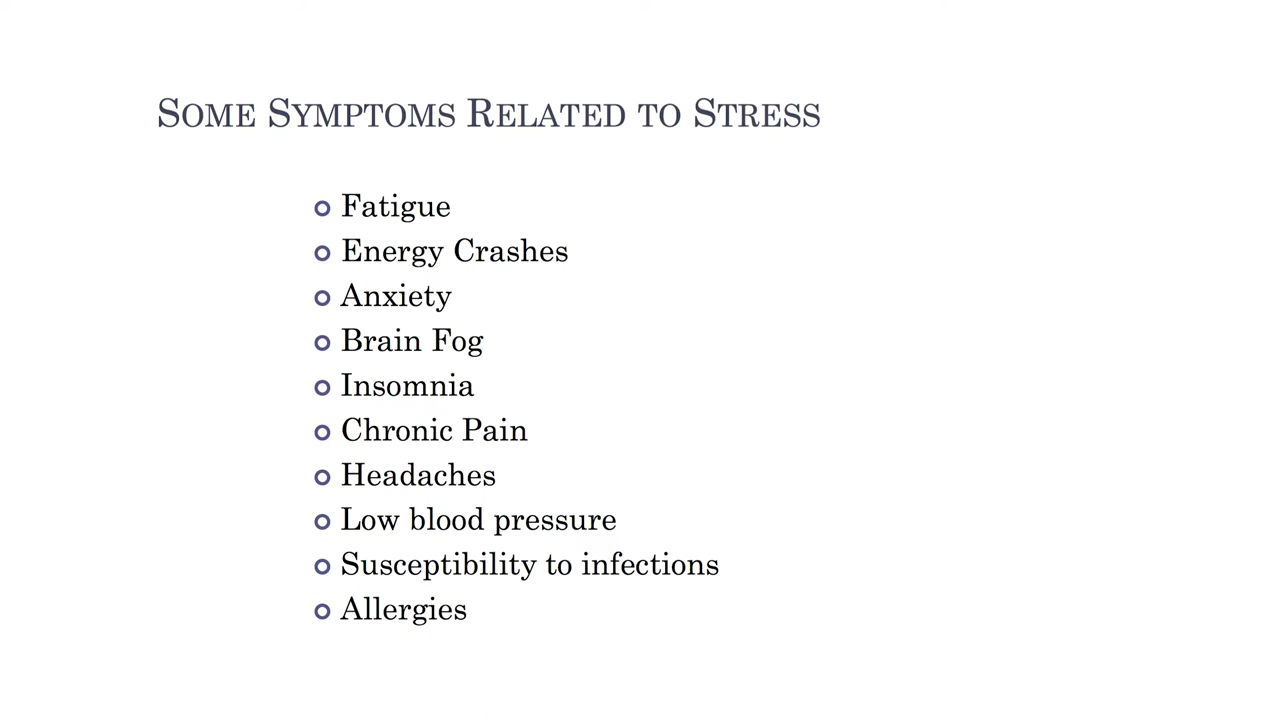 Some Symptoms Related to Stress
Fatigue
Energy Crashes
Anxiety
Brain Fog
Insomnia
Chronic Pain
Headaches
Low blood pressure
Susceptibility to infections
Allergies